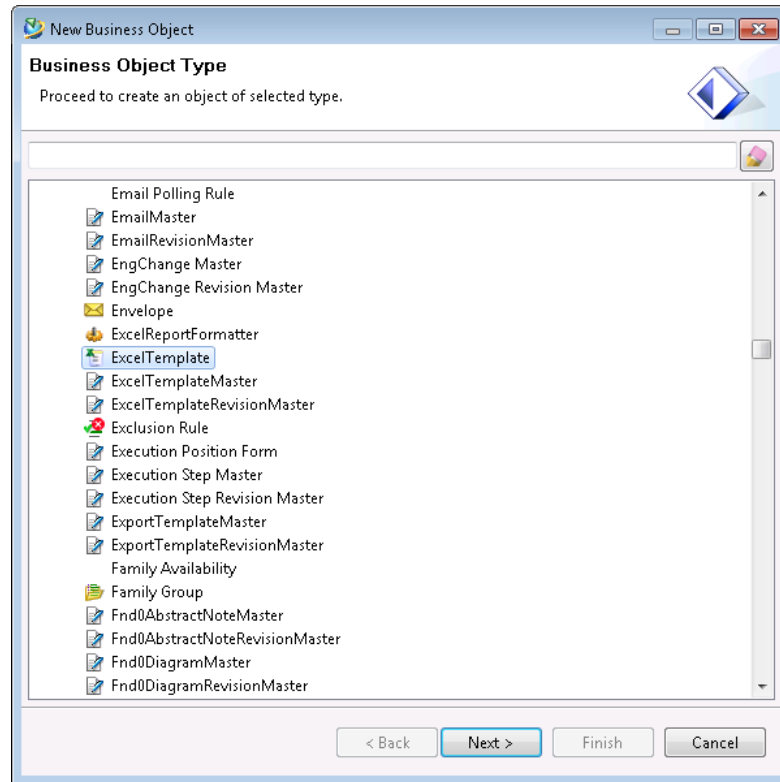 New Business Object
Business Object Type
Proceed to create an object of selected type.
Email Polling Rule
EmailMaster
EmailRevisionMaster
EngChange Master
EngChange Revision Master
Envelope
ExcelReportFormatter
ExcelTemplate
ExcelTemplateMaster
ExcelTemplateRevisionMaster
Exclusion Rule
Execution Position Form
Execution Step Master
Execution Step Revision Master
ExportTemplateMaster
ExportTemplateRevisionMaster
Family Availability
Family Group
Fnd0AbstractNoteMaster
Fnd0AbstractNoteRevisionMaster
Fnd0DiagramMaster
Fnd0DiagramRevisionMaster
< Back Next > Finish Cancel